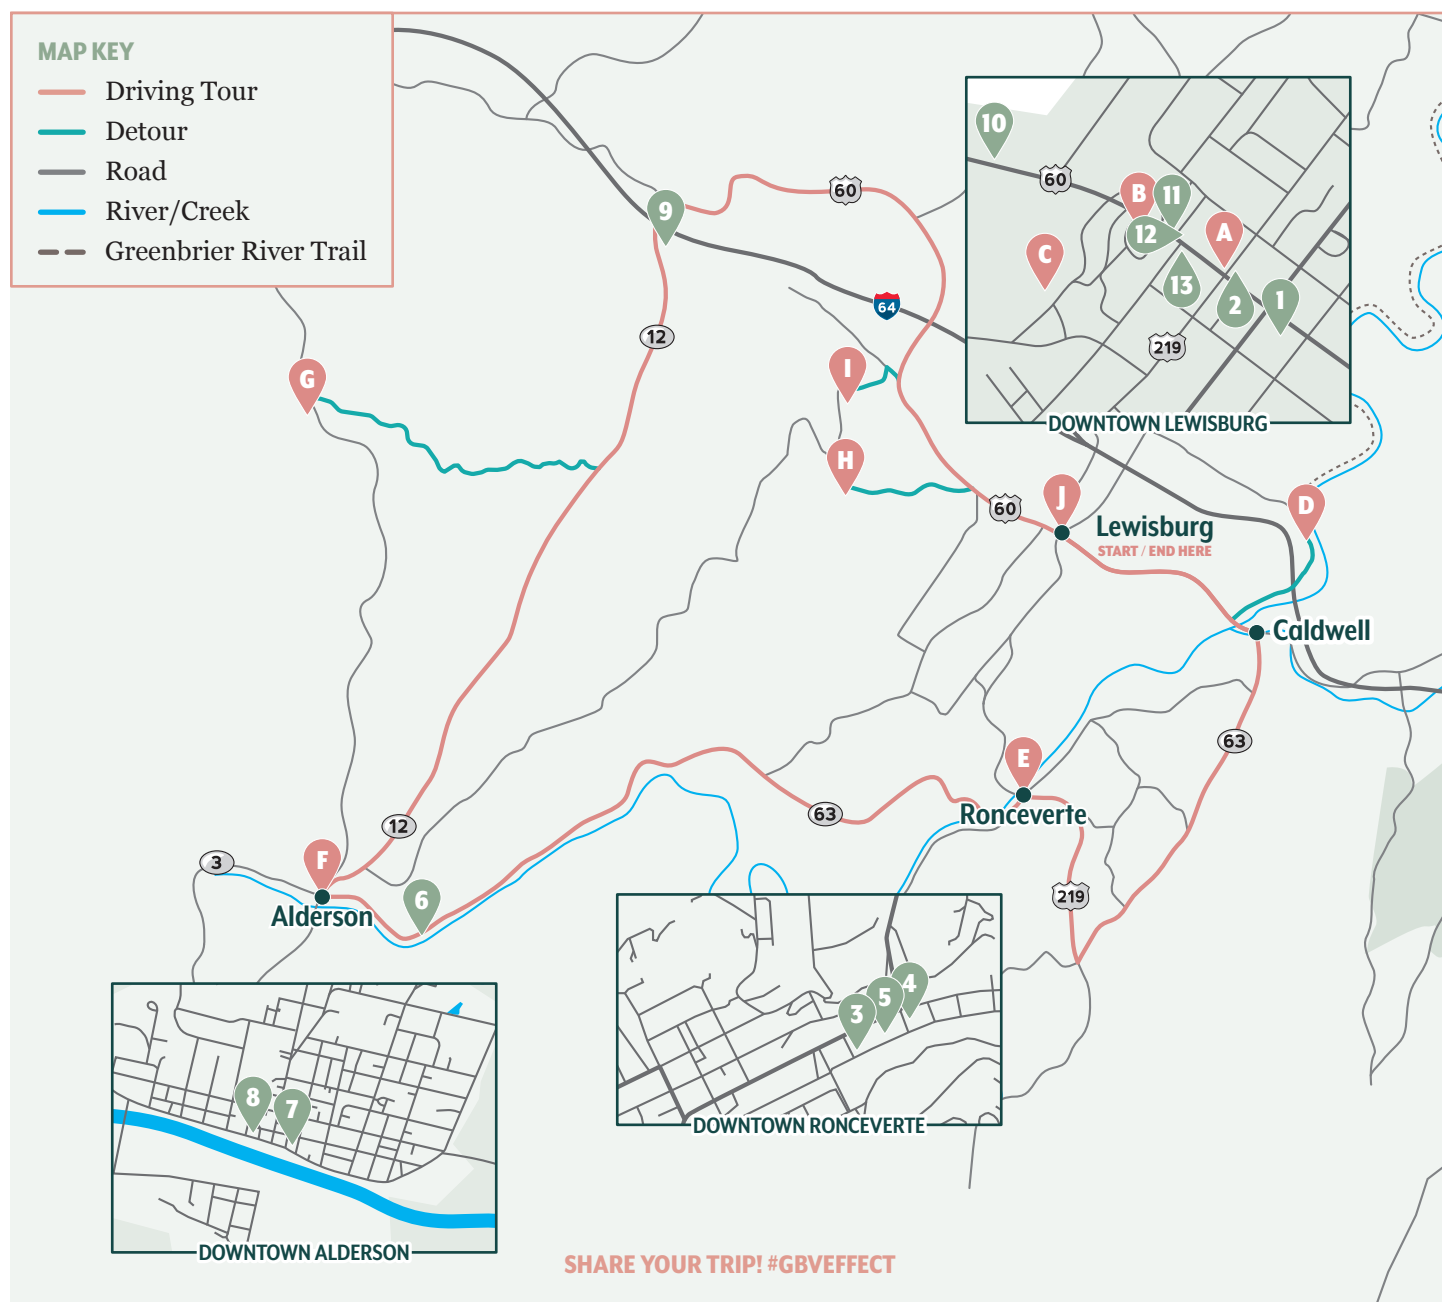 MAP KEY
Driving Tour
Detour
Road
River/Creek
Greenbrier River Trail
10
60
B
11
12
A
C
13
2
1
219
DOWNTOWN LEWISBURG
9
60
64
12
G
I
H
60
J
Lewisburg
START / END HERE
D
Caldwell
63
E
Ronceverte
63
12
3
F
Alderson
6
219
4
5
3
DOWNTOWN RONCEVERTE
8
7
DOWNTOWN ALDERSON
SHARE YOUR TRIP! #GBVEFFECT